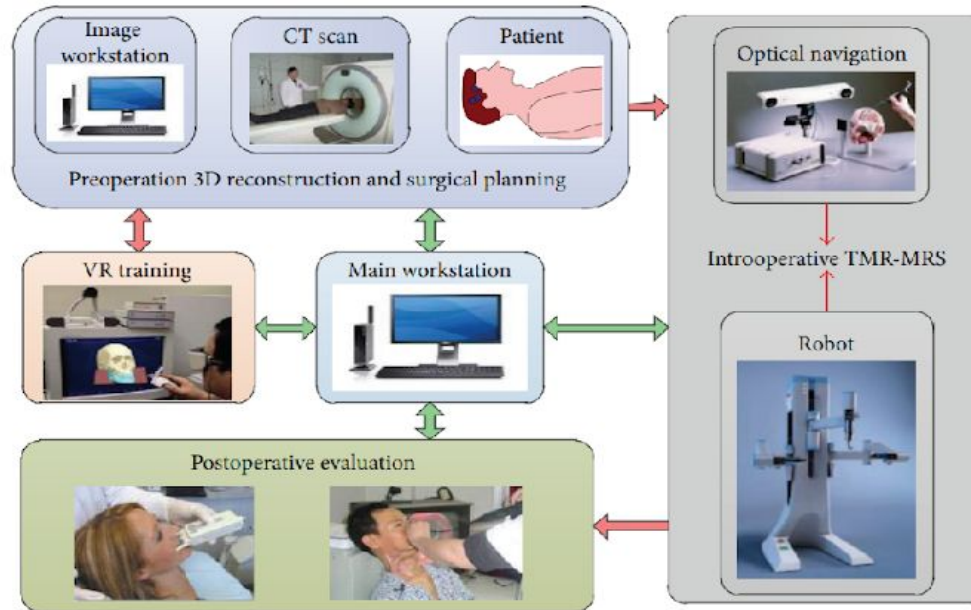 Image
workstation
CT scan
Patient
Preoperation 3D reconstruction and surgical planning
Optical navigation
VR training
Main workstation
Introoperative TMR-MRS
Robot
Postoperative evaluation